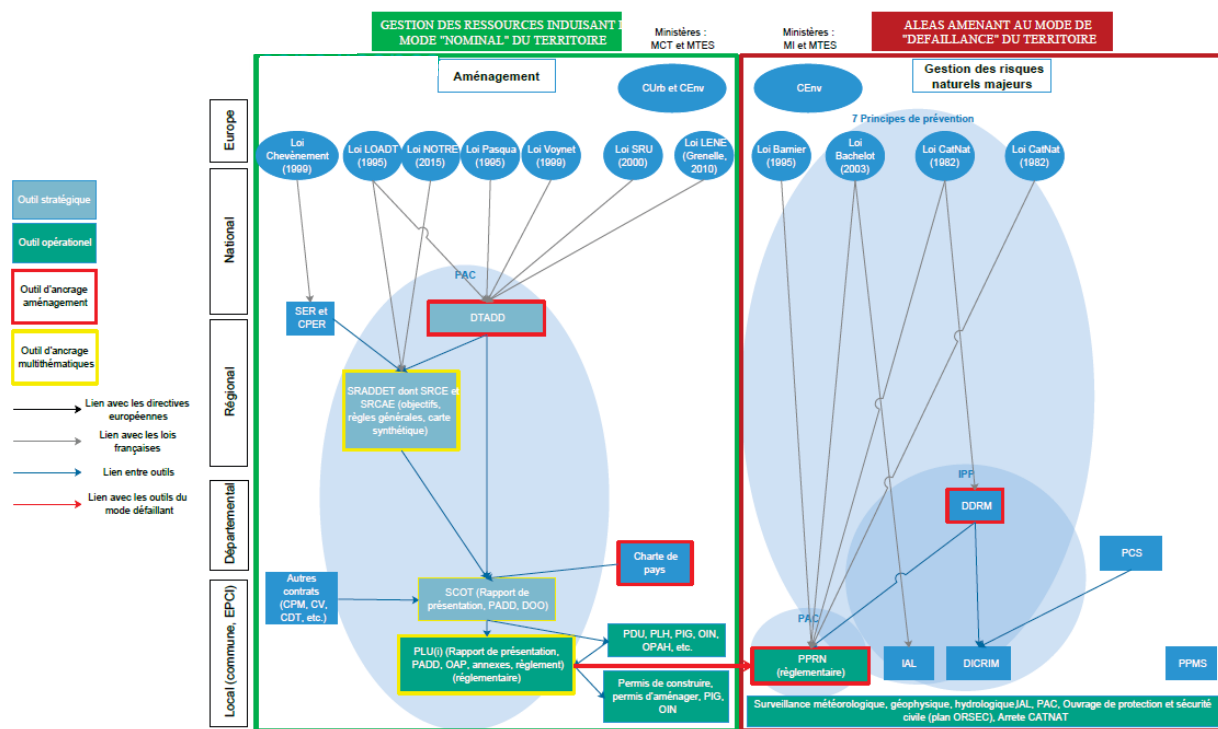 GESTION DES RESSOURCES INDUISANT
MODE "NOMINAL" DU TERRITOIRE
Ministères :
MCT et MTES
Ministères :
MI et MTES
ALEAS AMENANT AU MODE DE
"DEFAILLANCE" DU TERRITOIRE
Aménagement
CUrb et CEnv
CEnv
Gestion des risques
naturels majeurs
7 Principes de prévention
Europe
Loi
Chevènement
(1999)
Loi LOADT
(1995)
Loi NOTRE
(2015)
Loi Pasqua
(1995)
Loi Voynet
(1999)
Loi SRU
(2000)
Loi LENE
(Grenelle,
2010)
Loi Barnier
(1995)
Loi
Bachelot
(2003)
Loi CatNat
(1982)
Loi CatNat
(1982)
Outil stratégique
Outil opérationel
Outil d'ancrage
aménagement
Outil d'ancrage
multithématiques
Lien avec les directives
européennes
Lien avec les lois
françaises
Lien entre outils
Lien avec les outils du
mode défaillant
National
PAC
SER et
CPER
DTADD
Régional
SRADDET dont SRCE et
SRCAE (objectifs,
règles générales, carte
synthétique)
Départemental
IPP
DDRM
Charte de
pays
PCS
Local (commune, EPCI)
Autres
contrats
(CPM, CV,
CDT, etc.)
SCOT (Rapport de
présentation, PADD, DOO)
PLU(i) (Rapport de présentation,
PADD, OAP, annexes, règlement)
(réglementaire)
PDU, PLH, PIG, OIN,
OPAH, etc.
Permis de construire,
permis d'aménager, PIG,
OIN
PAC
PPRN
(règlementaire)
IAL
DICRIM
PPMS
Surveillance météorologique, géophysique, hydrologique,IAL, PAC, Ouvrage de protection et sécurité
civile (plan ORSEC), Arrete CATNAT